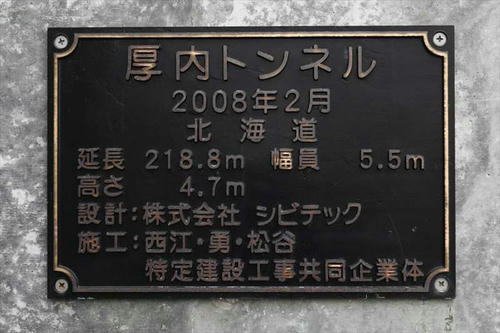 厚内トンネル
2008年2月
北海道
延長 218.8m 幅員 5.5m
高さ 4.7m
設計：株式会社 シビテック
施工：西江・勇・松谷
特定建設工事共同企業体